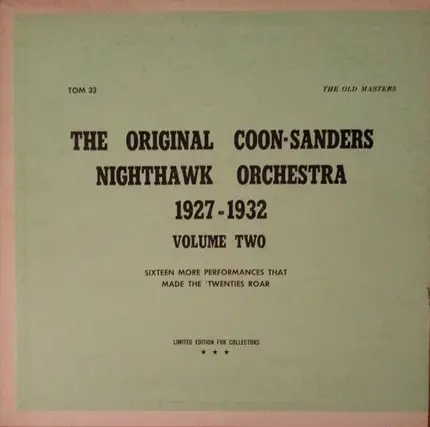 TOM 33
THE OLD MASTERS
THE ORIGINAL COON-SANDERS
NIGHTHAWK ORCHESTRA
1927-1932
VOLUME TWO
SIXTEEN MORE PERFORMANCES THAT
MADE THE 'TWENTIES ROAR
LIMITED EDITION FOR COLLECTORS
★ ★ ★